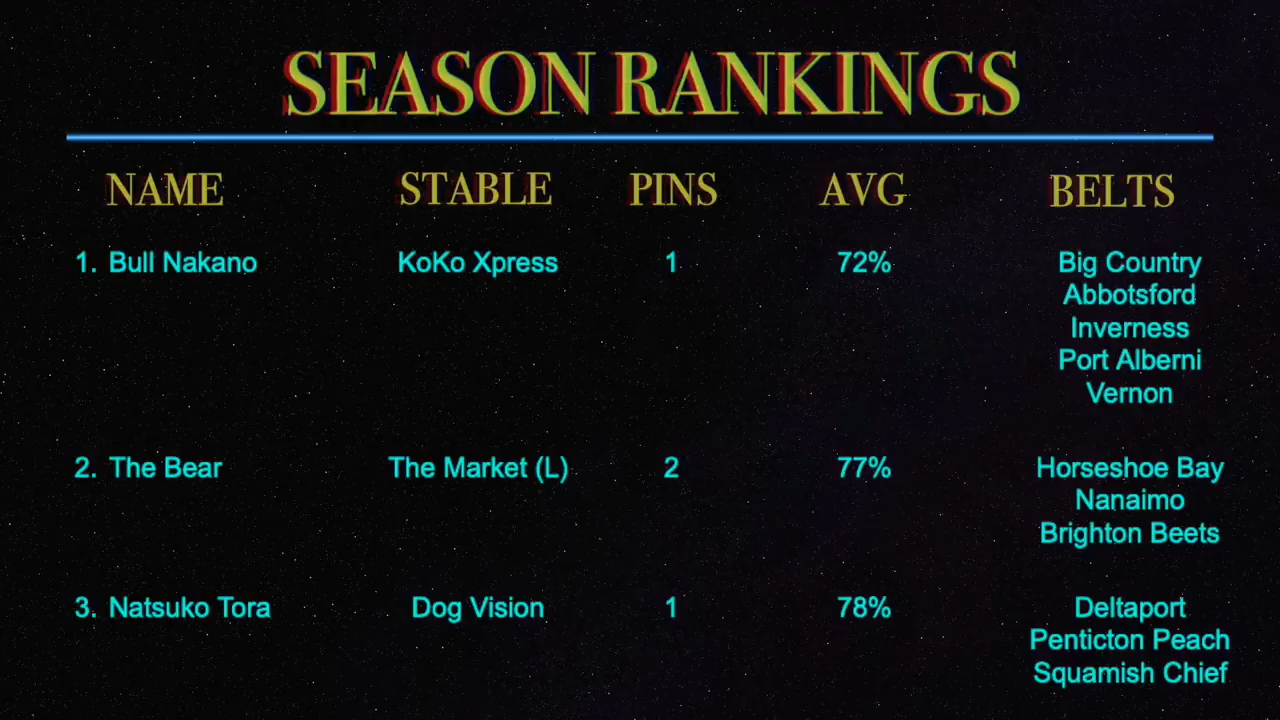 SEASON RANKINGS
NAME STABLE PINS AVG BELTS
1. Bull Nakano KoKo Xpress 1 72% Big Country
Abbotsford
Inverness
Port Alberni
Vernon
2. The Bear The Market (L) 2 77% Horseshoe Bay
Nanaimo
Brighton Beets
3. Natsuko Tora Dog Vision 1 78% Deltaport
Penticton Peach
Squamish Chief